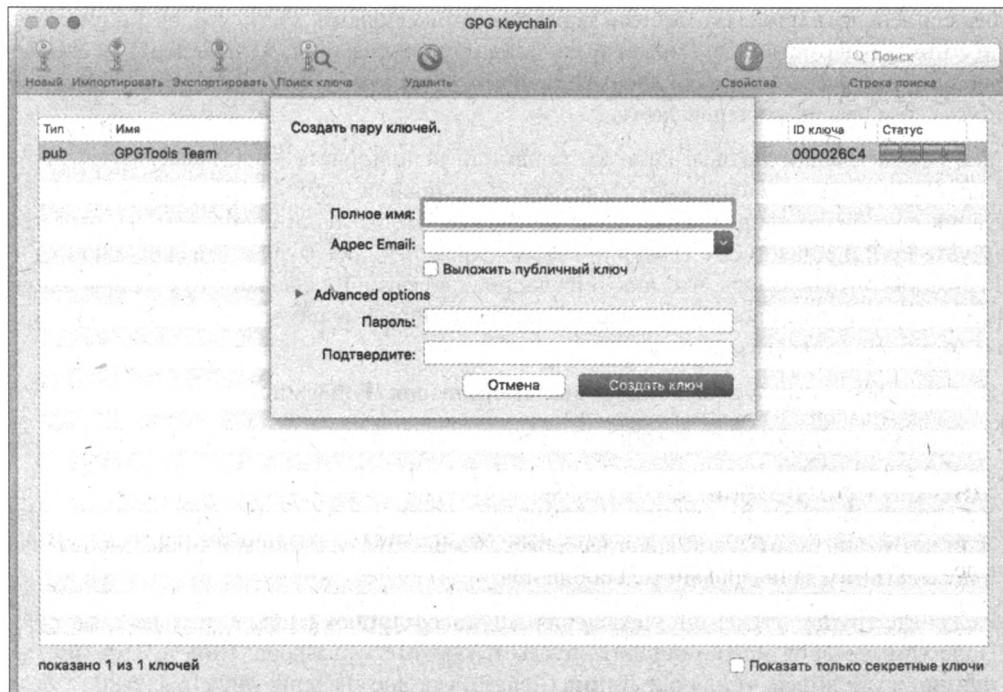 GPG Keychain
Новый Импортировать Экспортировать Поиск ключа Удалить Свойства Строка поиска
Поиск
Тип Имя ID ключа Статус
pub GPGTools Team 00D026C4
Создать пару ключей.
Полное имя:
Адрес Email:
Выложить публичный ключ
Advanced options
Пароль:
Подтвердите:
Отмена Создать ключ
показано 1 из 1 ключей
Показать только секретные ключи